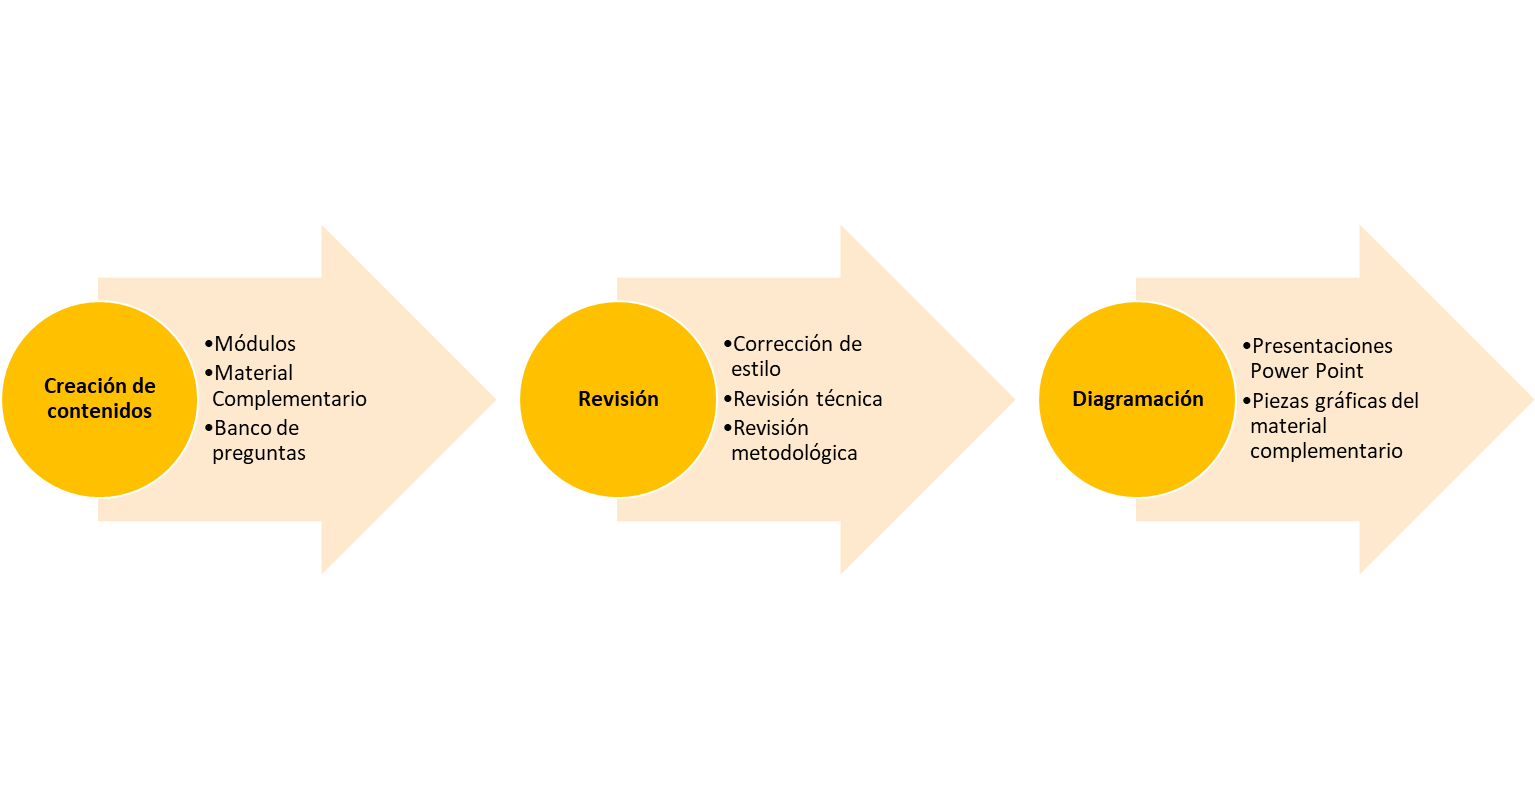 Creación de
contenidos
•Módulos
•Material
Complementario
•Banco de
preguntas
Revisión
•Corrección de
estilo
•Revisión técnica
•Revisión
metodológica
Diagramación
•Presentaciones
Power Point
•Piezas gráficas del
material
complementario